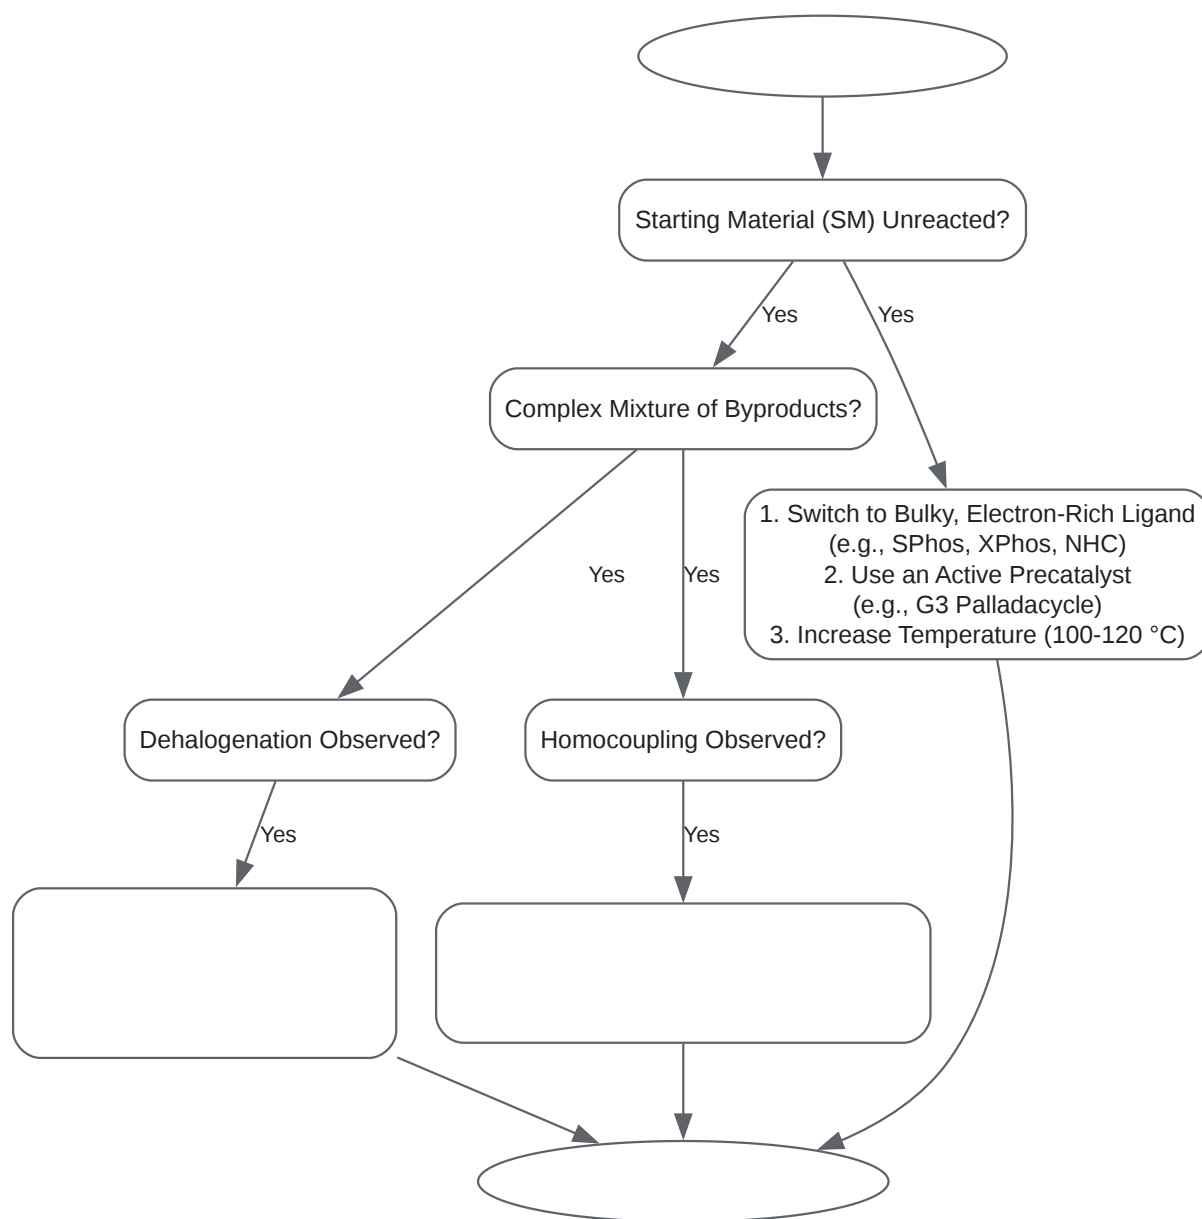 Starting Material (SM) Unreacted?
Yes
Yes
Complex Mixture of Byproducts?
1. Switch to Bulky, Electron-Rich Ligand
(e.g., SPhos, XPhos, NHC)
2. Use an Active Precatalyst
(e.g., G3 Palladacycle)
3. Increase Temperature (100-120 °C)
Yes
Yes
Dehalogenation Observed?
Homocoupling Observed?
Yes
Yes